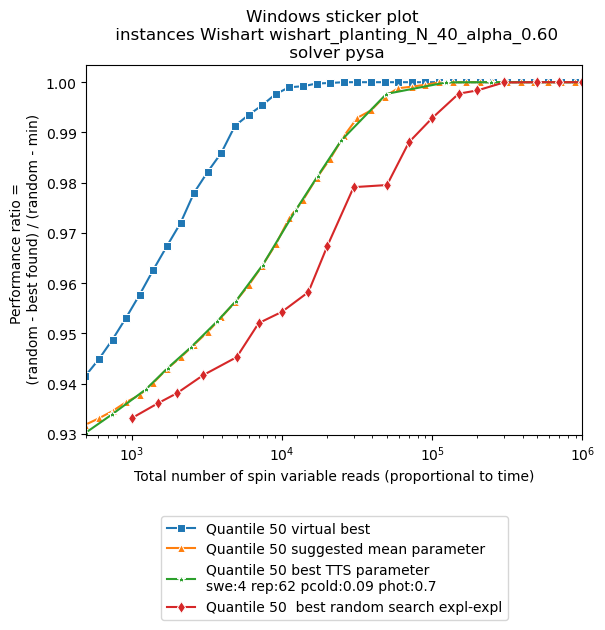 Windows sticker plot
instances Wishart wishart_planting_N_40_alpha_0.60
solver pysa
Performance ratio =
(random - best found) / (random - min)
1.00
0.99
0.98
0.97
0.96
0.95
0.94
0.93
10³
10⁴
10⁵
10⁶
Total number of spin variable reads (proportional to time)
Quantile 50 virtual best
Quantile 50 suggested mean parameter
Quantile 50 best TTS parameter
swe:4 rep:62 pcold:0.09 phot:0.7
Quantile 50  best random search expl-expl